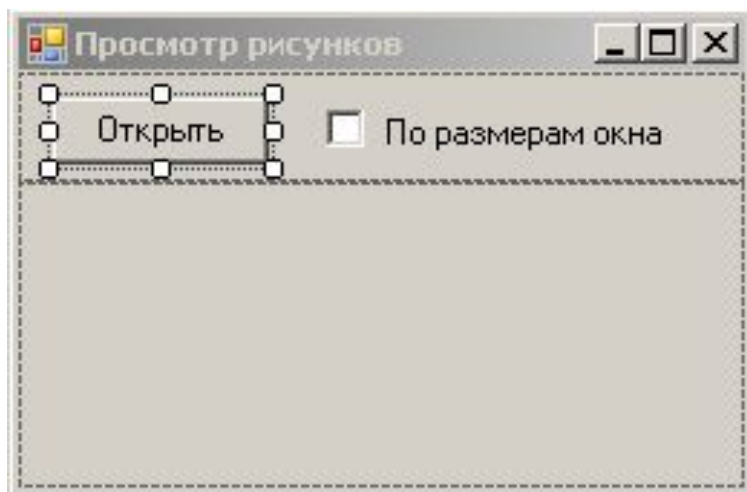 Просмотр рисунков
Открыть
По размерам окна